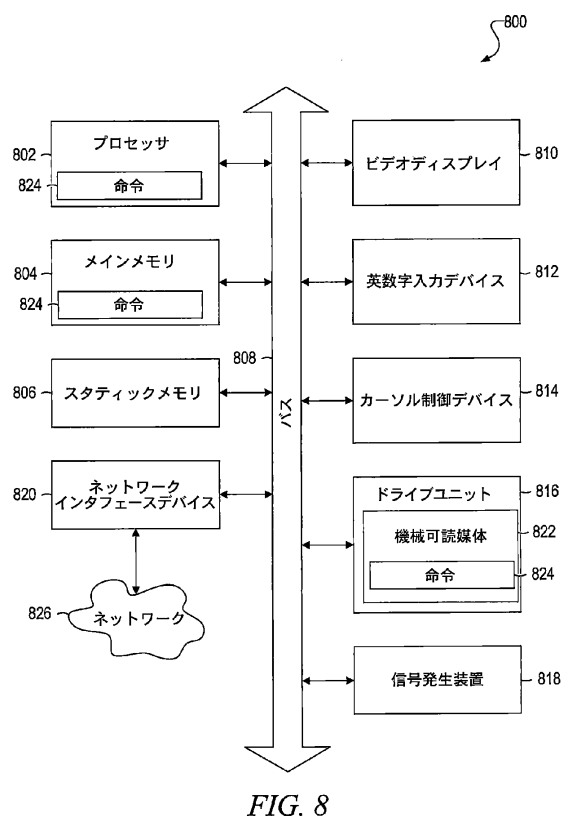 800
プロセッサ
802
824
命令
メインメモリ
804
824
命令
808
806
スタティックメモリ
820
ネットワーク
インタフェースデバイス
826
ネットワーク
バス
ビデオディスプレイ
810
英数字入力デバイス
812
カーソル制御デバイス
814
ドライブユニット
816
機械可読媒体
822
命令
824
信号発生装置
818
FIG. 8